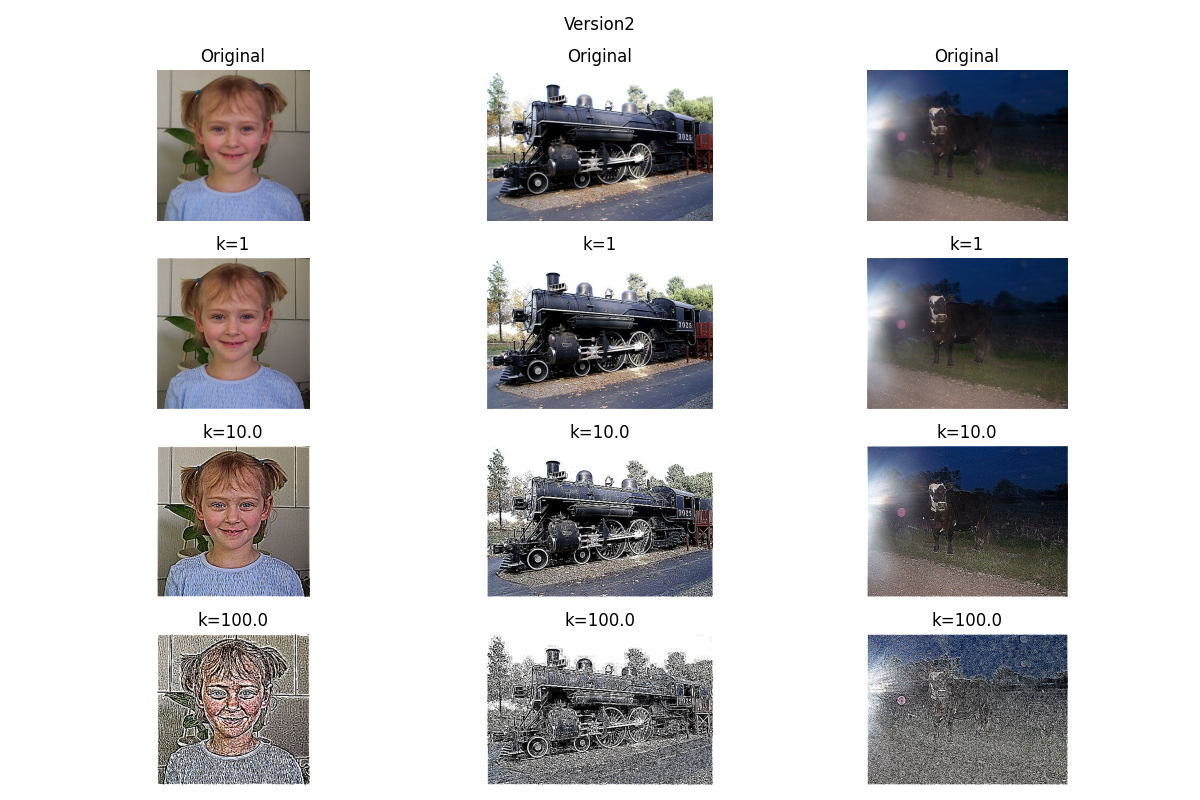 Version2
Original Original Original
k=1 k=1 k=1
k=10.0 k=10.0 k=10.0
k=100.0 k=100.0 k=100.0